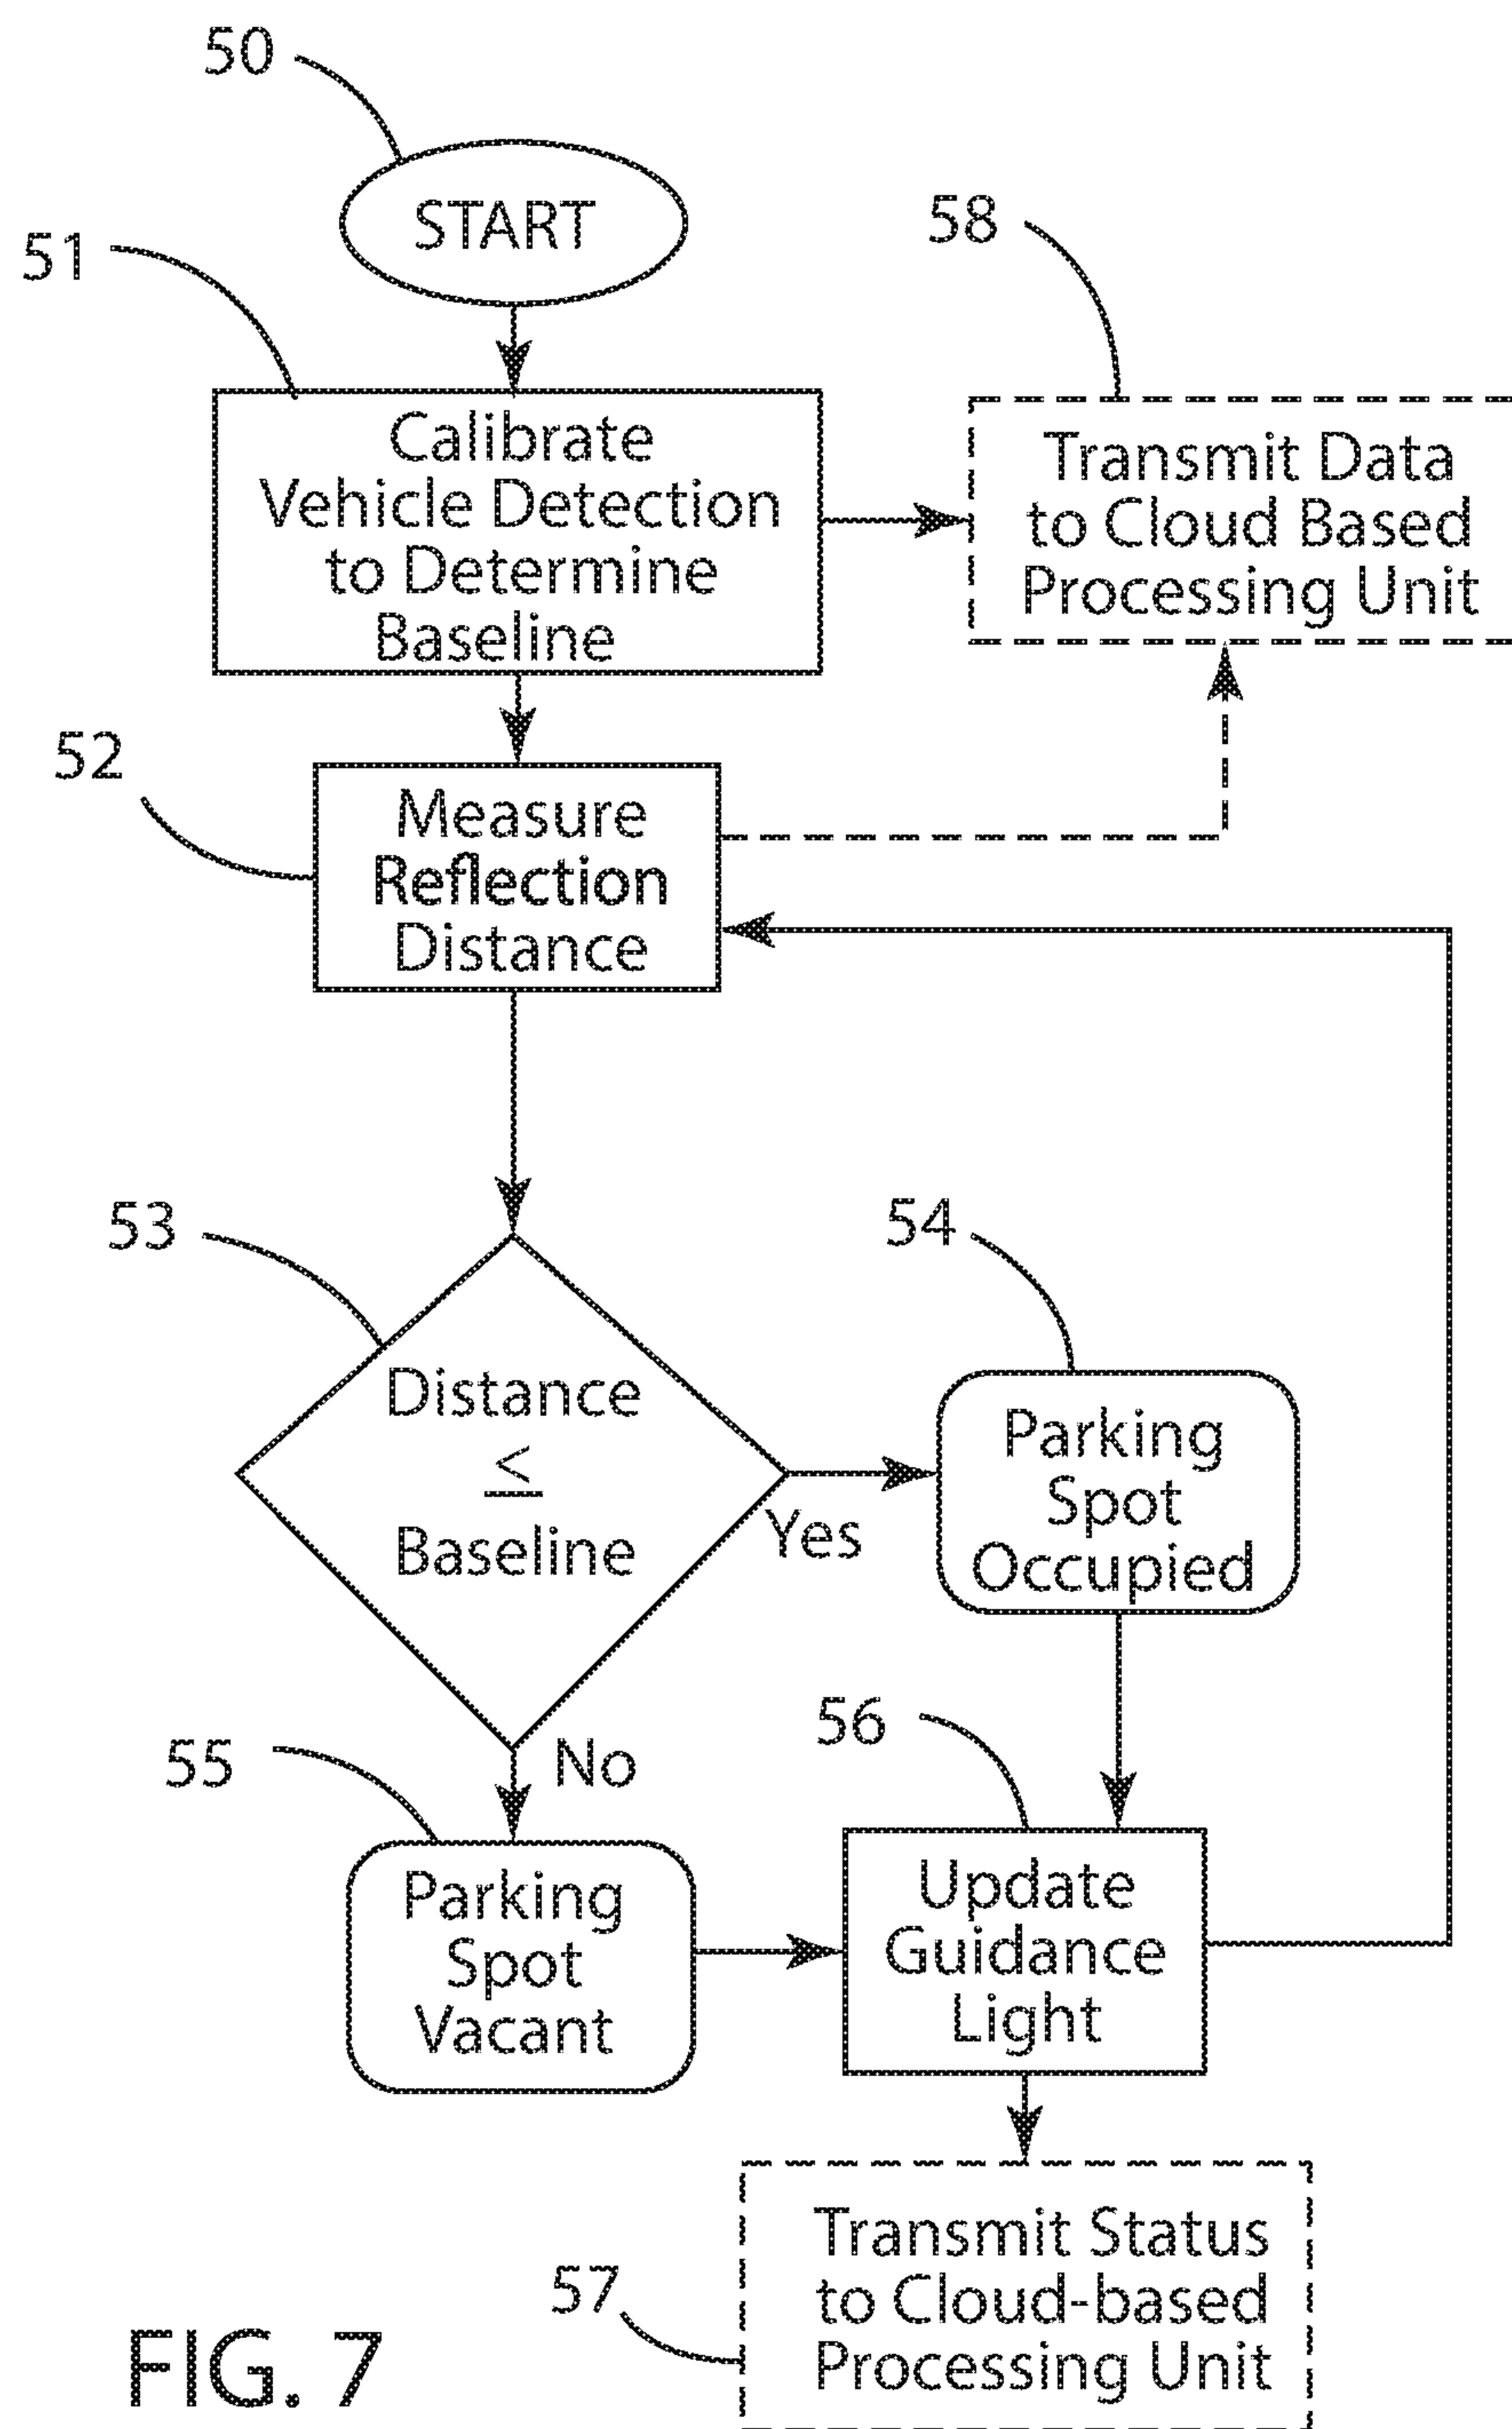 50
START
51
58
Calibrate
Vehicle Detection
to Determine
Baseline
Transmit Data
to Cloud Based
Processing Unit
52
Measure
Reflection
Distance
53
54
Distance
≤
Baseline
Yes
Parking
Spot
Occupied
No
55
56
Parking
Spot
Vacant
Update
Guidance
Light
57
Transmit Status
to Cloud-based
Processing Unit
FIG. 7